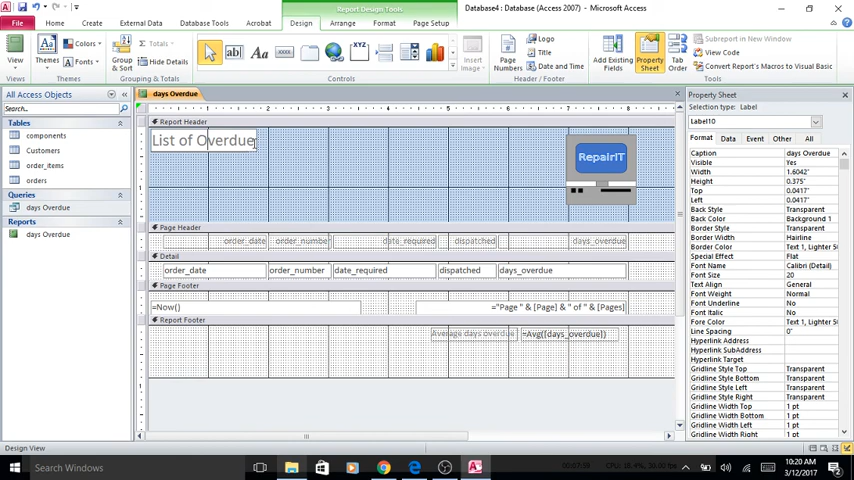 Report Design Tools
Database4 : Database (Access 2007)
File
Home
Create
External Data
Database Tools
Acrobat
Design
Arrange
Format
Page Setup
View
Views
Themes
Colors
Fonts
Themes
Group & Sort
Totals
Hide Details
Grouping & Totals
ab
Aa
XYZ
Controls
Insert Image
Page Numbers
Logo
Title
Date and Time
Header / Footer
Add Existing Fields
Property Sheet
Tab Order
Subreport in New Window
View Code
Convert Report's Macros to Visual Basic
Tools
All Access Objects
Search...
Tables
components
Customers
order_items
orders
Queries
days Overdue
Reports
days Overdue
days Overdue
Report Header
List of Overdue
RepairIT
Page Header
order_date
order_number
date_required
dispatched
days_overdue
Detail
order_date
order_number
date_required
dispatched
days_overdue
Page Footer
=Now()
="Page " & [Page] & " of " & [Pages]
Report Footer
Average days overdue
=Avg([days_overdue])
Property Sheet
Selection type: Label
Label10
Format
Data
Event
Other
All
Caption days Overdue
Visible Yes
Width 1.6042"
Height 0.375"
Top 0.0417"
Left 0.0417"
Back Style Transparent
Back Color Background 1
Border Style Transparent
Border Width Hairline
Border Color Text 1, Lighter 5
Special Effect Flat
Font Name Calibri (Detail)
Font Size 20
Text Align General
Font Weight Normal
Font Underline No
Font Italic No
Fore Color Text 1, Lighter 5
Line Spacing 0"
Hyperlink Address
Hyperlink SubAddress
Hyperlink Target
Gridline Style Top Transparent
Gridline Style Bottom Transparent
Gridline Style Left Transparent
Gridline Style Right Transparent
Gridline Width Top 1 pt
Gridline Width Bottom 1 pt
Gridline Width Left 1 pt
Design View
Search Windows
10:20 AM
3/12/2017